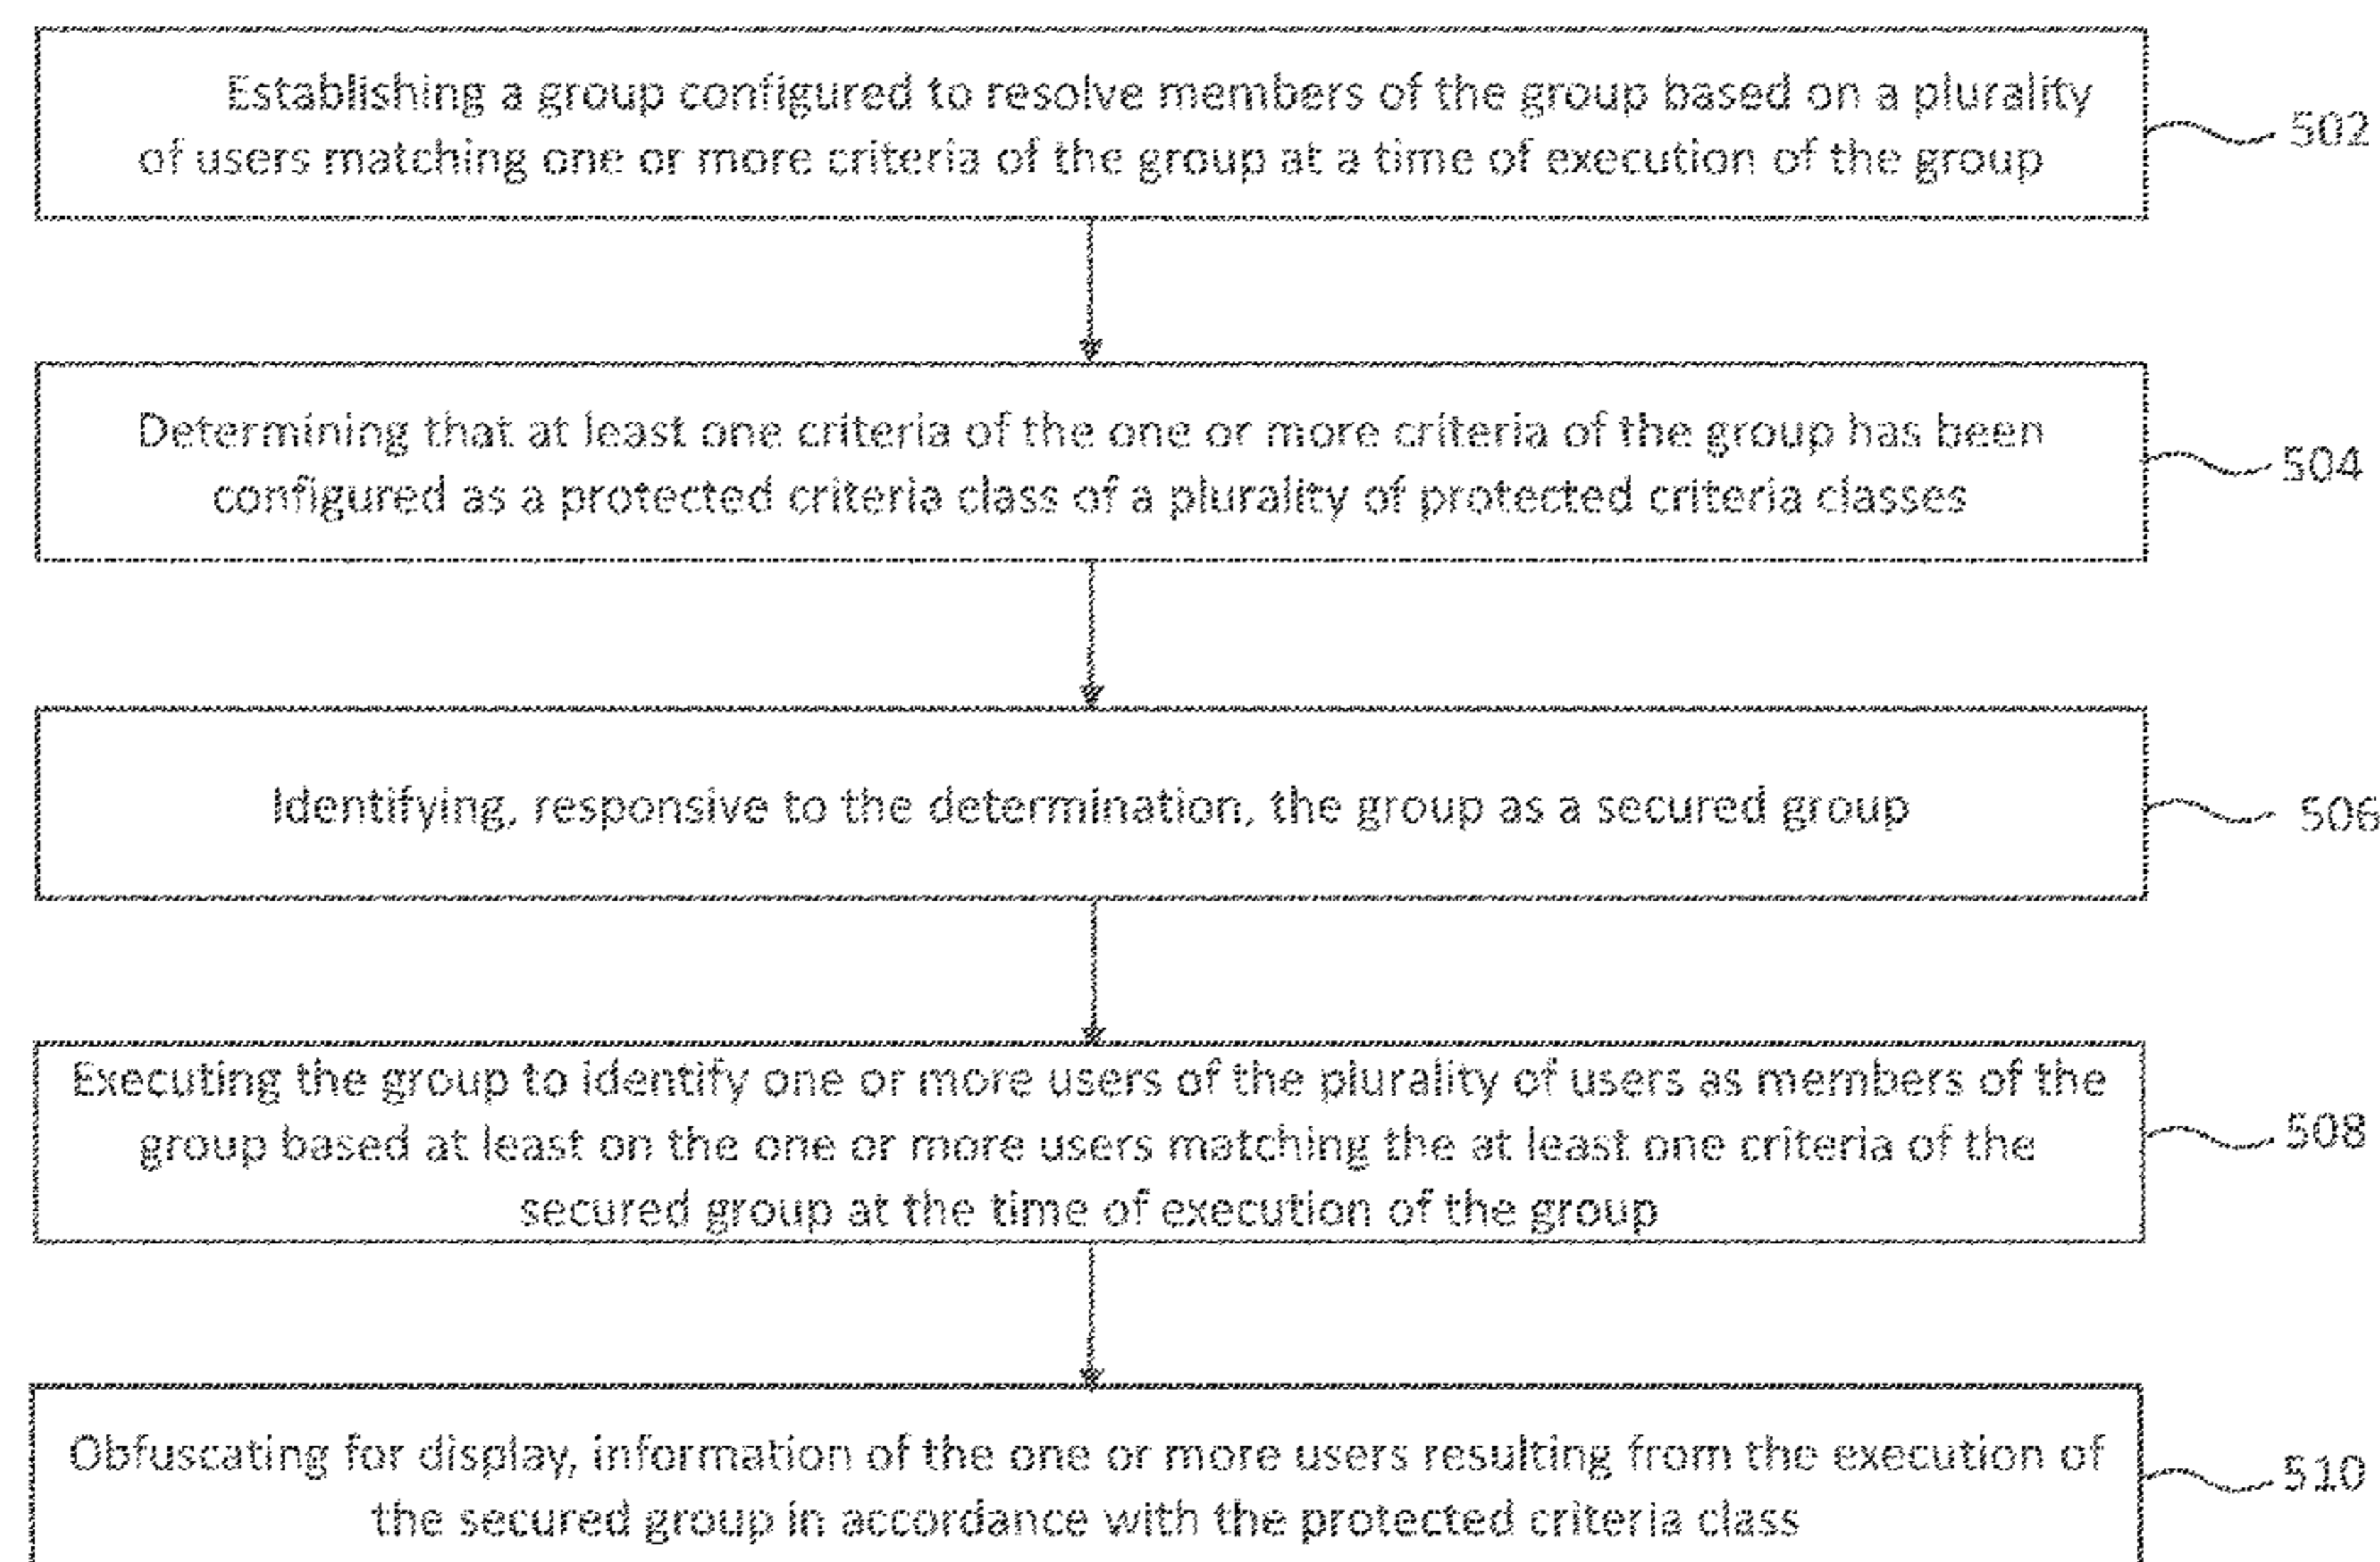 Establishing a group configured to resolve members of the group based on a plurality
of users matching one or more criteria of the group at a time of execution of the group
502
Determining that at least one criteria of the one or more criteria of the group has been
configured as a protected criteria class of a plurality of protected criteria classes
504
Identifying, responsive to the determination, the group as a secured group
506
Executing the group to identify one or more users of the plurality of users as members of the
group based at least on the one or more users matching the at least one criteria of the
secured group at the time of execution of the group
508
Obfuscating for display, information of the one or more users resulting from the execution of
the secured group in accordance with the protected criteria class
510